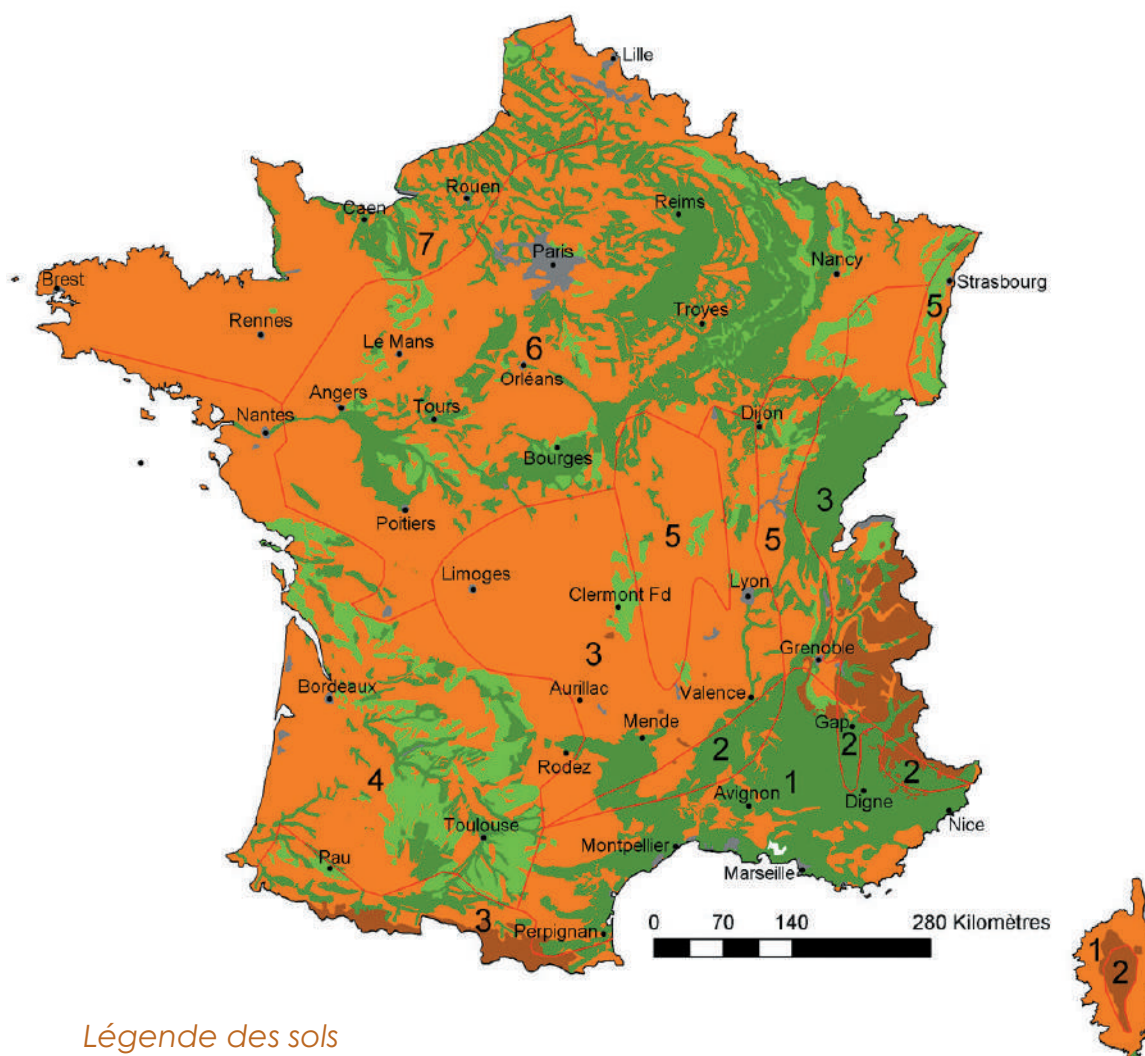 Lille
Rouen
Reims
Caen
7
Paris
Nancy
Brest
Strasbourg
5
Rennes
Troyes
Le Mans
6
Orléans
Angers
Tours
Dijon
Nantes
Bourges
3
Poitiers
5
5
Limoges
Clermont Fd
Lyon
3
Grenoble
Bordeaux
Aurillac
Valence
Mende
Gap
2
2
2
Rodez
4
1
Avignon
Digne
Toulouse
Nice
Montpellier
Pau
Marseille
3
Perpignan
0 70 140 280 Kilomètres
1
2
Légende des sols